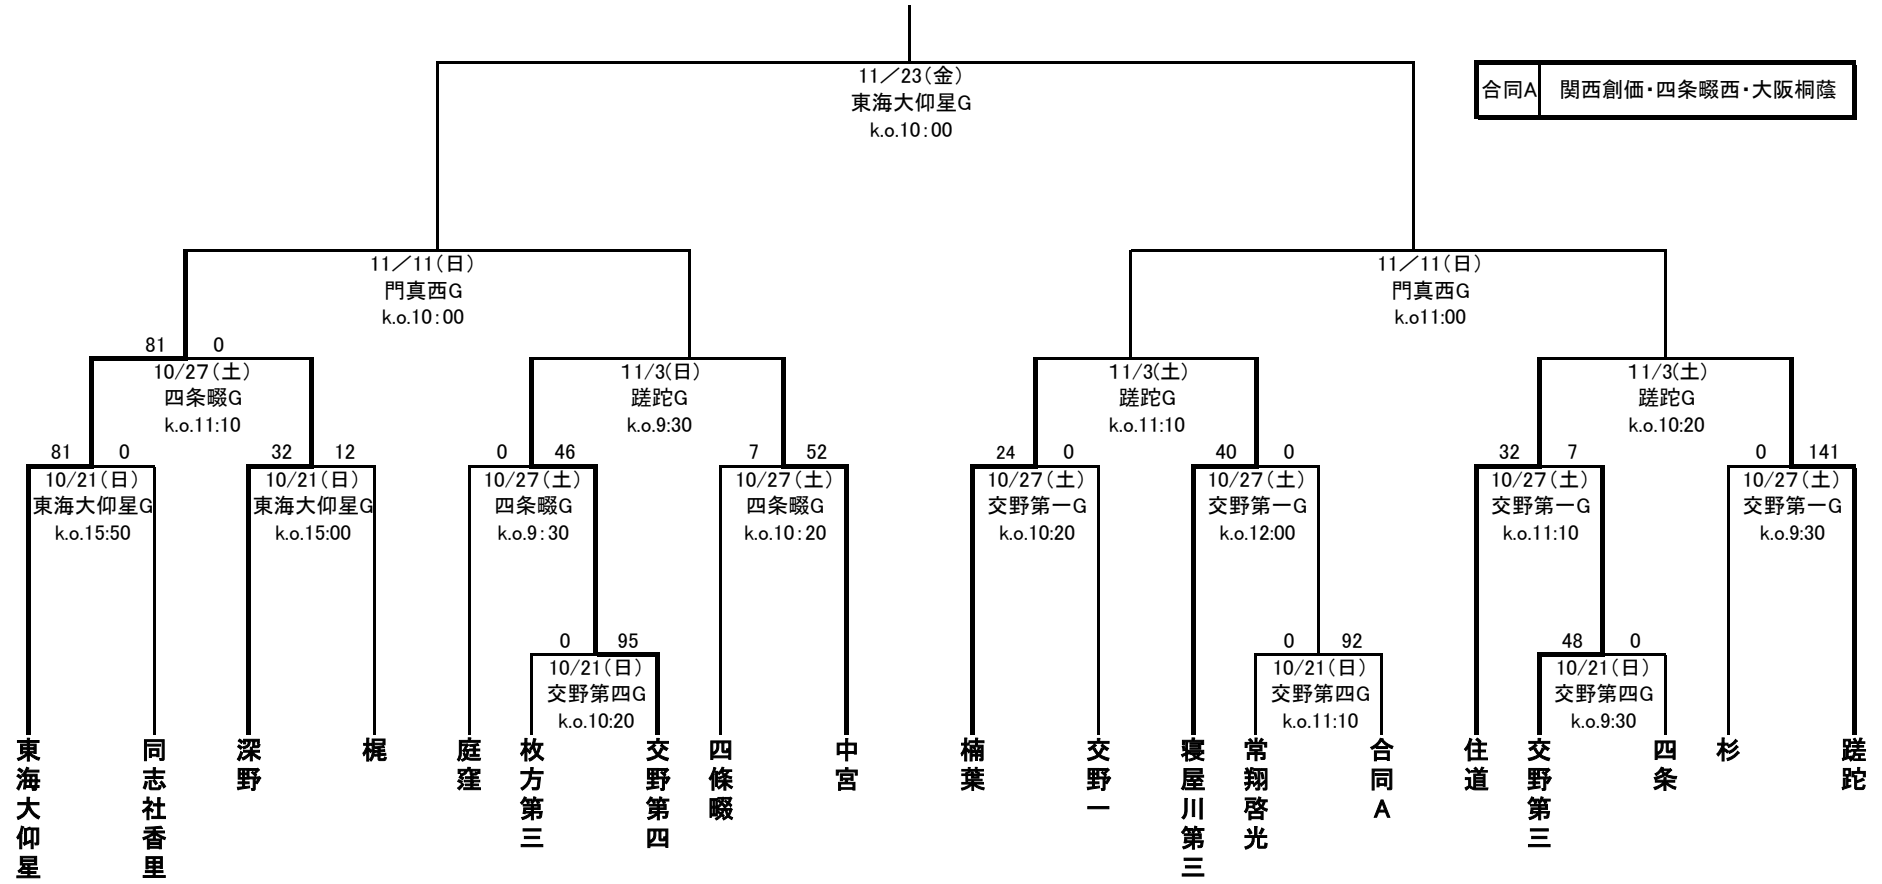 11／23（金）
東海大仰星G
k.o.10：00
合同A 関西創価・四条畷西・大阪桐蔭
11／11（日）
門真西G
k.o.10：00
11／11（日）
門真西G
k.o11:00
81 0
10/27（土）
四条畷G
k.o.11:10
11/3(日)
蹉跎G
k.o.9:30
11/3(土)
蹉跎G
k.o.11:10
11/3(土)
蹉跎G
k.o.10:20
81 0
10/21（日）
東海大仰星G
k.o.15:50
32 12
10/21（日）
東海大仰星G
k.o.15:00
0 46
10/27（土）
四条畷G
k.o.9：30
7 52
10/27（土）
四条畷G
k.o.10：20
24 0
10/27（土）
交野第一G
k.o.10:20
40 0
10/27（土）
交野第一G
k.o.12:00
32 7
10/27（土）
交野第一G
k.o.11:10
0 141
10/27（土）
交野第一G
k.o.9:30
0 95
10/21（日）
交野第四G
k.o.10:20
0 92
10/21（日）
交野第四G
k.o.11:10
48 0
10/21（日）
交野第四G
k.o.9:30
東海大仰星
同志社香里
深野
梶
庭窪
枚方第三
交野第四
四條畷
中宮
楠葉
交野一
寝屋川第三
常翔啓光
合同A
住道
交野第三
四条
杉
蹉跎